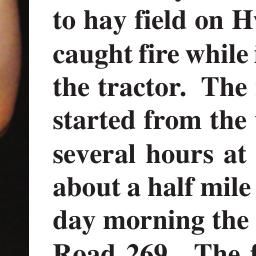 to hay field on
caught fire while
the tractor. The
started from the
several hours at
about a half mile
day morning the
Road 269. The